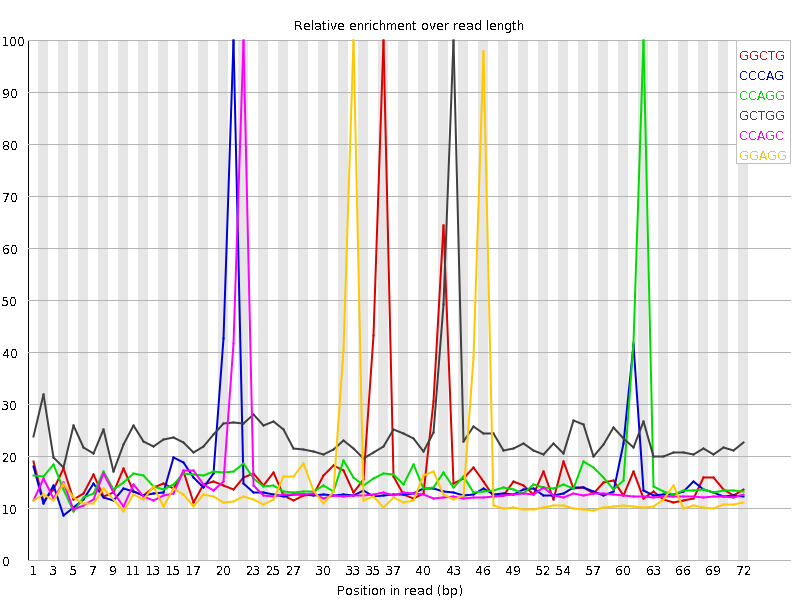 Relative enrichment over read length
100
90
80
70
60
50
40
30
20
10
0
GGCTG
CCCAG
CCAGG
GCTGG
CCAGC
GGAGG
1 3 5 7 9 11 13 15 17 20 23 25 27 30 33 35 37 40 43 46 49 52 54 57 60 63 66 69 72
Position in read (bp)